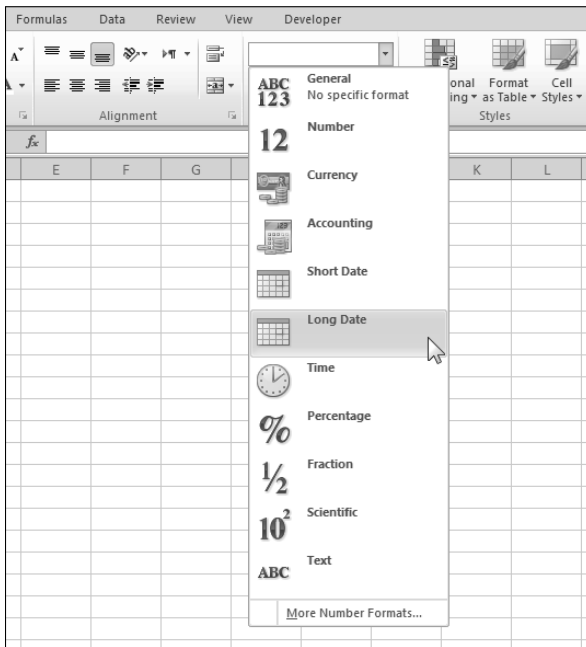 Formulas Data Review View Developer
A
A
onal Format Cell
ing as Table Styles
Alignment
Styles
fx
E F G K L
ABC
123
General
No specific format
12
Number
Currency
Accounting
Short Date
Long Date
Time
%
Percentage
1/2
Fraction
10²
Scientific
ABC
Text
More Number Formats...